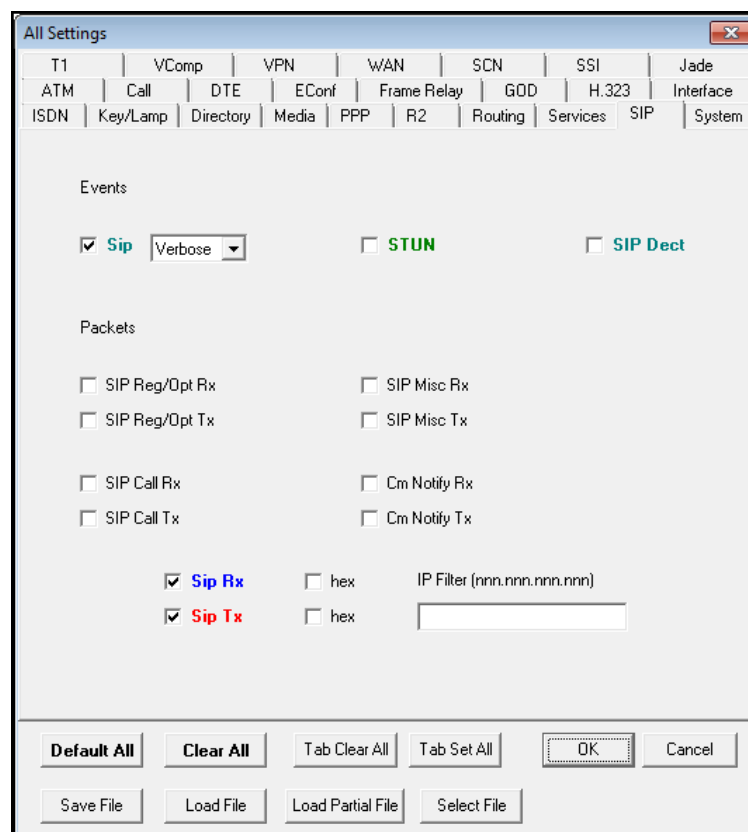 All Settings
T1 VComp VPN WAN SCN SSI Jade
ATM Call DTE EConf Frame Relay GOD H.323 Interface
ISDN Key/Lamp Directory Media PPP R2 Routing Services SIP System
Events
Sip Verbose STUN SIP Dect
Packets
SIP Reg/Opt Rx SIP Misc Rx
SIP Reg/Opt Tx SIP Misc Tx
SIP Call Rx Cm Notify Rx
SIP Call Tx Cm Notify Tx
Sip Rx hex IP Filter (nnn.nnn.nnn.nnn)
Sip Tx hex
Default All Clear All Tab Clear All Tab Set All OK Cancel
Save File Load File Load Partial File Select File